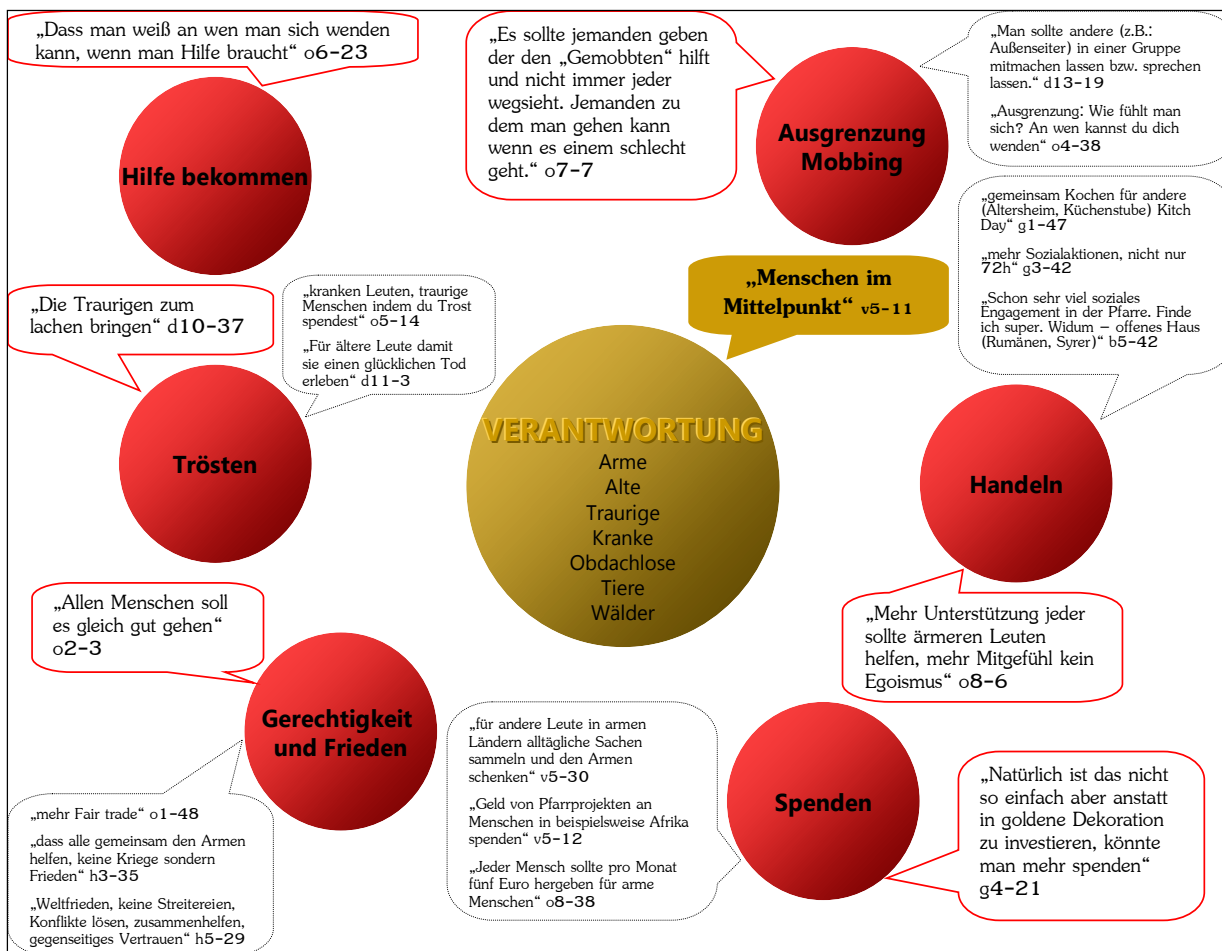 „Dass man weiß an wen man sich wenden
kann, wenn man Hilfe braucht“ o6-23
Hilfe bekommen
„Es sollte jemanden geben
der den „Gemobbten“ hilft
und nicht immer jeder
wegsieht. Jemanden zu
dem man gehen kann
wenn es einem schlecht
geht.“ o7-7
Ausgrenzung
Mobbing
„Man sollte andere (z.B.:
Außenseiter) in einer Gruppe
mitmachen lassen bzw. sprechen
lassen.“ d13-19
„Ausgrenzung: Wie fühlt man
sich? An wen kannst du dich
wenden“ o4-38
„gemeinsam Kochen für andere
(Altersheim, Küchenstube) Kitch
Day“ g1-47
„mehr Sozialaktionen, nicht nur
72h“ g3-42
„Schon sehr viel soziales
Engagement in der Pfarre. Finde
ich super. Widum – offenes Haus
(Rumänen, Syrer)“ b5-42
„Menschen im
Mittelpunkt“ v5-11
„Die Traurigen zum
lachen bringen“ d10-37
„kranken Leuten, traurige
Menschen indem du Trost
spendest“ o5-14
„Für ältere Leute damit
sie einen glücklichen Tod
erleben“ d11-3
Trösten
VERANTWORTUNG
Arme
Alte
Traurige
Kranke
Obdachlose
Tiere
Wälder
Handeln
„Mehr Unterstützung jeder
sollte ärmeren Leuten
helfen, mehr Mitgefühl kein
Egoismus“ o8-6
„Allen Menschen soll
es gleich gut gehen“
o2-3
Gerechtigkeit
und Frieden
„mehr Fair trade“ o1-48
„dass alle gemeinsam den Armen
helfen, keine Kriege sondern
Frieden“ h3-35
„Weltfrieden, keine Streitereien,
Konflikte lösen, zusammenhelfen,
gegenseitiges Vertrauen“ h5-29
„für andere Leute in armen
Ländern alltägliche Sachen
sammeln und den Armen
schenken“ v5-30
„Geld von Pfarrprojekten an
Menschen in beispielsweise Afrika
spenden“ v5-12
„Jeder Mensch sollte pro Monat
fünf Euro hergeben für arme
Menschen“ o8-38
Spenden
„Natürlich ist das nicht
so einfach aber anstatt
in goldene Dekoration
zu investieren, könnte
man mehr spenden“
g4-21